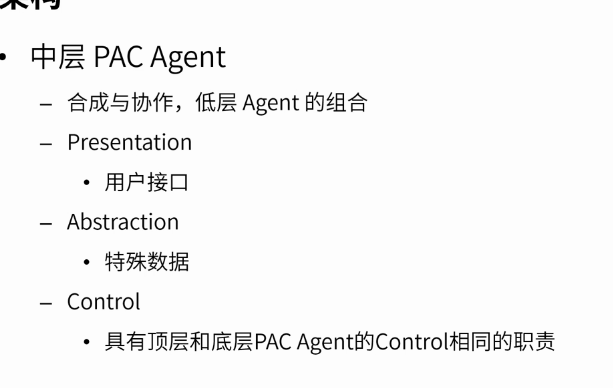 架构
• 中层 PAC Agent
– 合成与协作，低层 Agent 的组合
– Presentation
• 用户接口
– Abstraction
• 特殊数据
– Control
• 具有顶层和底层PAC Agent的Control相同的职责